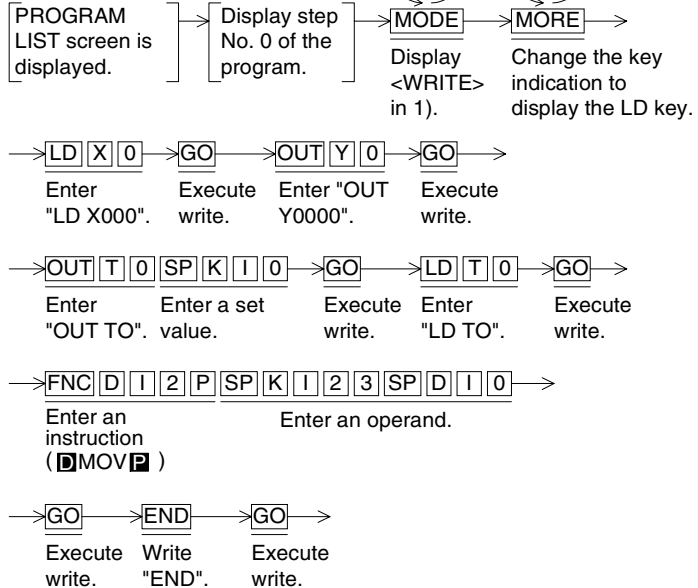 PROGRAM
LIST screen is
displayed.
Display step
No. 0 of the
program.
MODE
Display
<WRITE>
in 1).
MORE
Change the key
indication to
display the LD key.
LD X 0 GO OUT Y 0 GO
Enter
"LD X000".
Execute
write.
Enter "OUT
Y0000".
Execute
write.
OUT T 0 SP K I 0 GO LD T 0 GO
Enter
"OUT TO".
Enter a set
value.
Execute
write.
Enter
"LD TO".
Execute
write.
FNC D I 2 P SP K I 2 3 SP D I 0
Enter an
instruction
( DMOVP )
Enter an operand.
GO END GO
Execute
write.
Write
"END".
Execute
write.